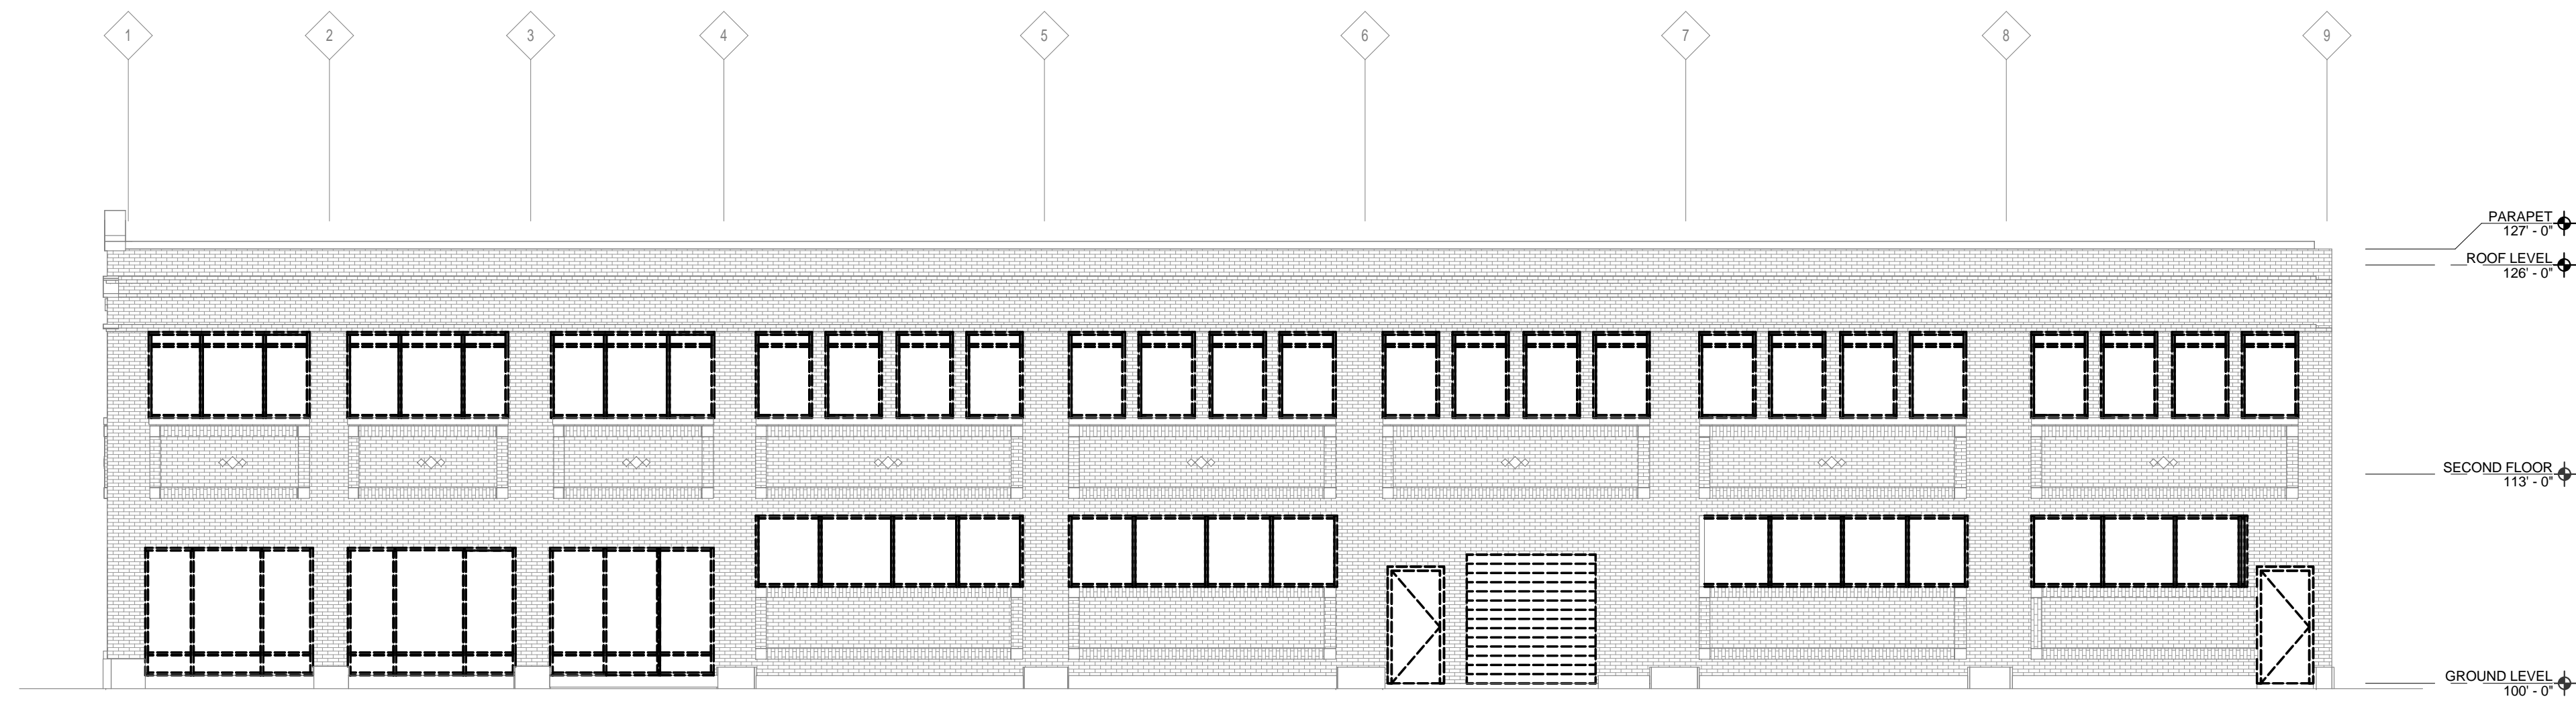 1 2 3 4 5 6 7 8 9
PARAPET
127' - 0"
ROOF LEVEL
126' - 0"
SECOND FLOOR
113' - 0"
GROUND LEVEL
100' - 0"